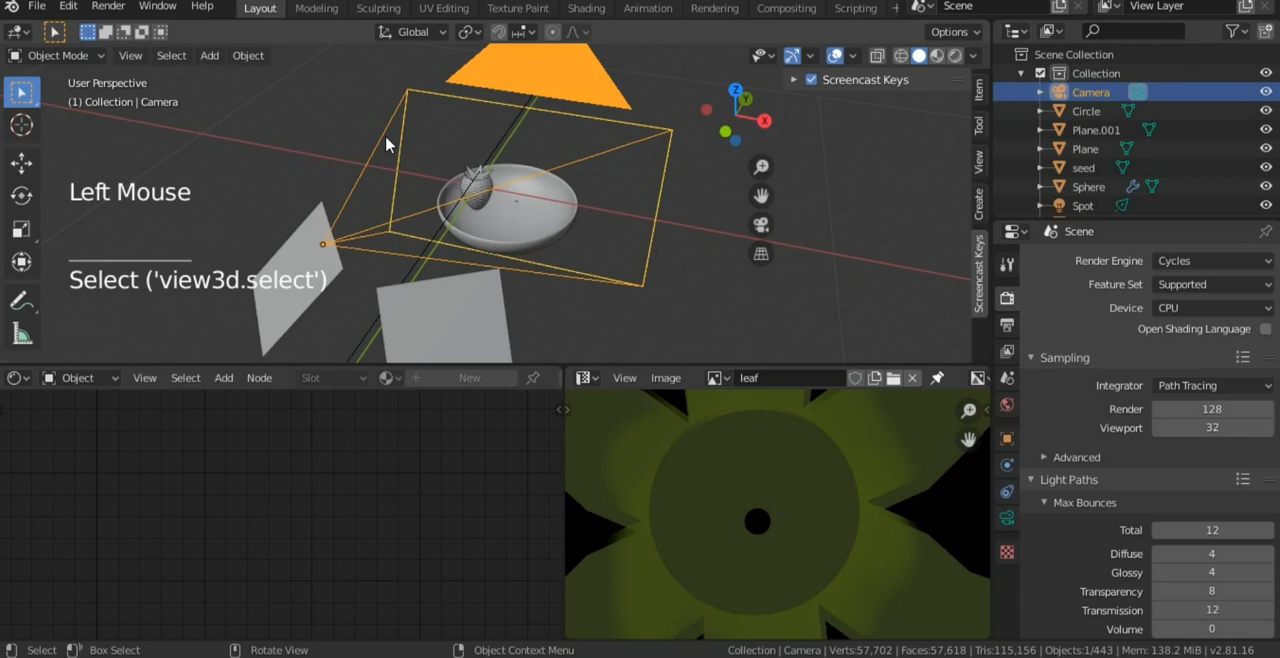 File Edit Render Window Help Layout Modeling Sculpting UV Editing Texture Paint Shading Animation Rendering Compositing Scripting + Scene View Layer
Global Options
Object Mode View Select Add Object
User Perspective
(1) Collection | Camera
Screencast Keys
Z
Y
X
Left Mouse
Select ('view3d.select')
Item
Tool
View
Create
Screencast Keys
Scene Collection
Collection
Camera
Circle
Plane.001
Plane
seed
Sphere
Spot
Scene
Render Engine Cycles
Feature Set Supported
Device CPU
Open Shading Language
Sampling
Integrator Path Tracing
Render 128
Viewport 32
Advanced
Light Paths
Max Bounces
Total 12
Diffuse 4
Glossy 4
Transparency 8
Transmission 12
Volume 0
Object View Select Add Node Slot New
View Image leaf
Select Box Select Rotate View Object Context Menu Collection | Camera | Verts:57,702 | Faces:57,618 | Tris:115,156 | Objects:1/443 | Mem: 138.2 MiB | v2.81.16